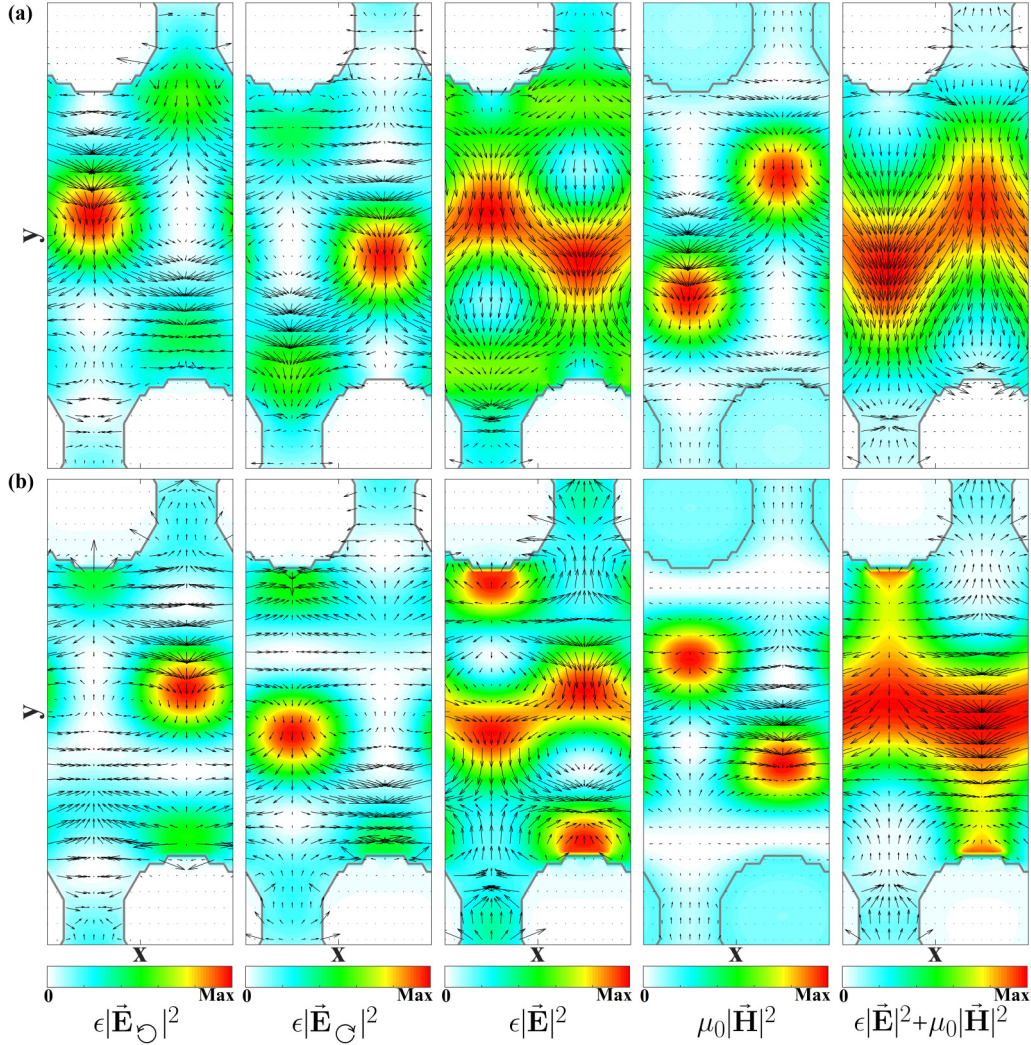 (a)
y
(b)
y
x x x x x
0 Max 0 Max 0 Max 0 Max 0 Max
ϵ|E⃗↺|² ϵ|E⃗↻|² ϵ|E⃗|² μ₀|H⃗|² ϵ|E⃗|²+μ₀|H⃗|²